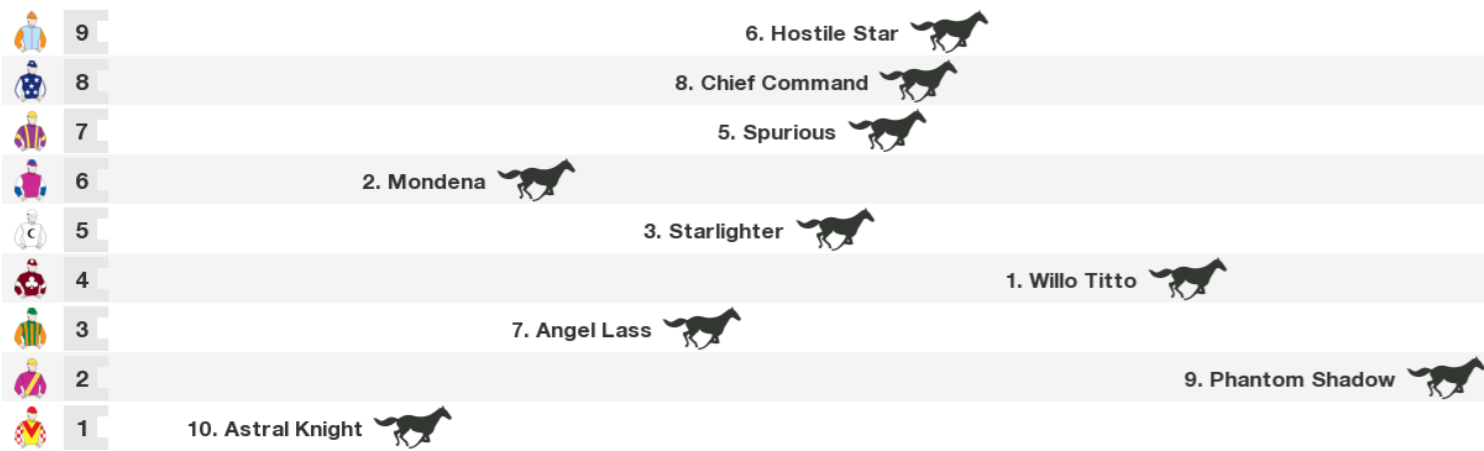 9 6. Hostile Star
8 8. Chief Command
7 5. Spurious
6 2. Mondena
C 5 3. Starlighter
4 1. Willo Titto
3 7. Angel Lass
2 9. Phantom Shadow
1 10. Astral Knight